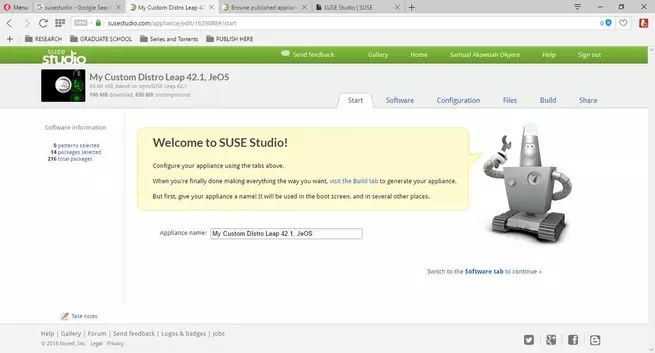 Menu
susestudio - Google Sear
My Custom Distro Leap 42.1,
Browse published applian
SUSE Studio | SUSE
susestudio.com/appliance/edit/16290886#/start
0
RESEARCH
GRADUATE SCHOOL
Series and Torrents
PUBLISH HERE
suse studio
Send feedback
Gallery
Home
Samuel Akowuah Okyere
Help
Sign out
My Custom Distro Leap 42.1, JeOS
64-bit x86, based on openSUSE Leap 42.1
190 MB download, 830 MB uncompressed
Start
Software
Configuration
Files
Build
Share
Software information
0 patterns selected
14 packages selected
216 total packages
Welcome to SUSE Studio!
Configure your appliance using the tabs above.
When you're finally done making everything the way you want, visit the Build tab to generate your appliance.
But first, give your appliance a name! It will be used in the boot screen, and in several other places.
Appliance name: My Custom Distro Leap 42.1, JeOS
Switch to the Software tab to continue »
Take notes
Help | Gallery | Forum | Send feedback | Logos & badges | Jobs
© 2016 Novell, Inc. Legal Privacy